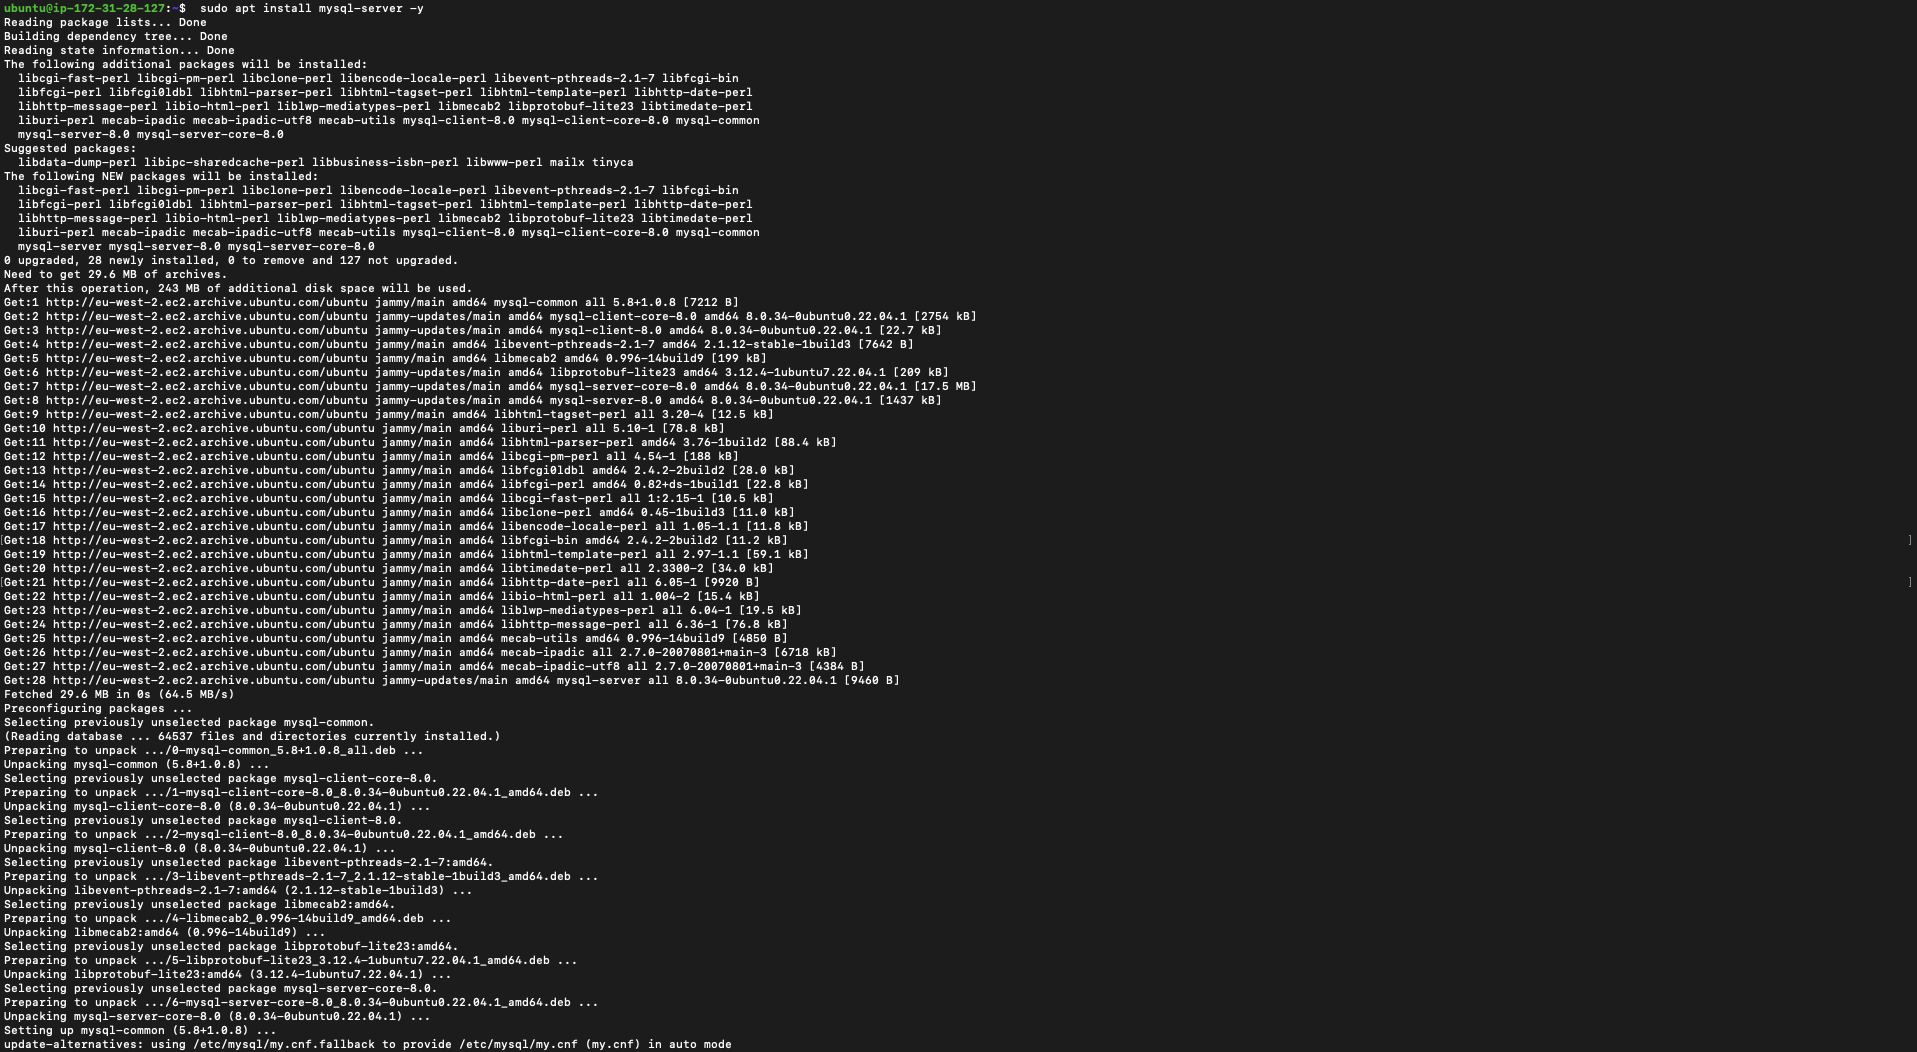 ubuntu@ip-172-31-28-127:~$  sudo apt install mysql-server -y
Reading package lists... Done
Building dependency tree... Done
Reading state information... Done
The following additional packages will be installed:
  libcgi-fast-perl libcgi-pm-perl libclone-perl libencode-locale-perl libevent-pthreads-2.1-7 libfcgi-bin
  libfcgi-perl libfcgi0ldbl libhtml-parser-perl libhtml-tagset-perl libhtml-template-perl libhttp-date-perl
  libhttp-message-perl libio-html-perl liblwp-mediatypes-perl libmecab2 libprotobuf-lite23 libtimedate-perl
  liburi-perl mecab-ipadic mecab-ipadic-utf8 mecab-utils mysql-client-8.0 mysql-client-core-8.0 mysql-common
  mysql-server-8.0 mysql-server-core-8.0
Suggested packages:
  libdata-dump-perl libipc-sharedcache-perl libbusiness-isbn-perl libwww-perl mailx tinyca
The following NEW packages will be installed:
  libcgi-fast-perl libcgi-pm-perl libclone-perl libencode-locale-perl libevent-pthreads-2.1-7 libfcgi-bin
  libfcgi-perl libfcgi0ldbl libhtml-parser-perl libhtml-tagset-perl libhtml-template-perl libhttp-date-perl
  libhttp-message-perl libio-html-perl liblwp-mediatypes-perl libmecab2 libprotobuf-lite23 libtimedate-perl
  liburi-perl mecab-ipadic mecab-ipadic-utf8 mecab-utils mysql-client-8.0 mysql-client-core-8.0 mysql-common
  mysql-server mysql-server-8.0 mysql-server-core-8.0
0 upgraded, 28 newly installed, 0 to remove and 127 not upgraded.
Need to get 29.6 MB of archives.
After this operation, 243 MB of additional disk space will be used.
Get:1 http://eu-west-2.ec2.archive.ubuntu.com/ubuntu jammy/main amd64 mysql-common all 5.8+1.0.8 [7212 B]
Get:2 http://eu-west-2.ec2.archive.ubuntu.com/ubuntu jammy-updates/main amd64 mysql-client-core-8.0 amd64 8.0.34-0ubuntu0.22.04.1 [2754 kB]
Get:3 http://eu-west-2.ec2.archive.ubuntu.com/ubuntu jammy-updates/main amd64 mysql-client-8.0 amd64 8.0.34-0ubuntu0.22.04.1 [22.7 kB]
Get:4 http://eu-west-2.ec2.archive.ubuntu.com/ubuntu jammy/main amd64 libevent-pthreads-2.1-7 amd64 2.1.12-stable-1build3 [7642 B]
Get:5 http://eu-west-2.ec2.archive.ubuntu.com/ubuntu jammy/main amd64 libmecab2 amd64 0.996-14build9 [199 kB]
Get:6 http://eu-west-2.ec2.archive.ubuntu.com/ubuntu jammy-updates/main amd64 libprotobuf-lite23 amd64 3.12.4-1ubuntu7.22.04.1 [209 kB]
Get:7 http://eu-west-2.ec2.archive.ubuntu.com/ubuntu jammy-updates/main amd64 mysql-server-core-8.0 amd64 8.0.34-0ubuntu0.22.04.1 [17.5 MB]
Get:8 http://eu-west-2.ec2.archive.ubuntu.com/ubuntu jammy-updates/main amd64 mysql-server-8.0 amd64 8.0.34-0ubuntu0.22.04.1 [1437 kB]
Get:9 http://eu-west-2.ec2.archive.ubuntu.com/ubuntu jammy/main amd64 libhtml-tagset-perl all 3.20-4 [12.5 kB]
Get:10 http://eu-west-2.ec2.archive.ubuntu.com/ubuntu jammy/main amd64 liburi-perl all 5.10-1 [78.8 kB]
Get:11 http://eu-west-2.ec2.archive.ubuntu.com/ubuntu jammy/main amd64 libhtml-parser-perl amd64 3.76-1build2 [88.4 kB]
Get:12 http://eu-west-2.ec2.archive.ubuntu.com/ubuntu jammy/main amd64 libcgi-pm-perl all 4.54-1 [188 kB]
Get:13 http://eu-west-2.ec2.archive.ubuntu.com/ubuntu jammy/main amd64 libfcgi0ldbl amd64 2.4.2-2build2 [28.0 kB]
Get:14 http://eu-west-2.ec2.archive.ubuntu.com/ubuntu jammy/main amd64 libfcgi-perl amd64 0.82+ds-1build1 [22.8 kB]
Get:15 http://eu-west-2.ec2.archive.ubuntu.com/ubuntu jammy/main amd64 libcgi-fast-perl all 1:2.15-1 [10.5 kB]
Get:16 http://eu-west-2.ec2.archive.ubuntu.com/ubuntu jammy/main amd64 libclone-perl amd64 0.45-1build3 [11.0 kB]
Get:17 http://eu-west-2.ec2.archive.ubuntu.com/ubuntu jammy/main amd64 libencode-locale-perl all 1.05-1.1 [11.8 kB]
[Get:18 http://eu-west-2.ec2.archive.ubuntu.com/ubuntu jammy/main amd64 libfcgi-bin amd64 2.4.2-2build2 [11.2 kB] ]
Get:19 http://eu-west-2.ec2.archive.ubuntu.com/ubuntu jammy/main amd64 libhtml-template-perl all 2.97-1.1 [59.1 kB]
Get:20 http://eu-west-2.ec2.archive.ubuntu.com/ubuntu jammy/main amd64 libtimedate-perl all 2.3300-2 [34.0 kB]
[Get:21 http://eu-west-2.ec2.archive.ubuntu.com/ubuntu jammy/main amd64 libhttp-date-perl all 6.05-1 [9920 B] ]
Get:22 http://eu-west-2.ec2.archive.ubuntu.com/ubuntu jammy/main amd64 libio-html-perl all 1.004-2 [15.4 kB]
Get:23 http://eu-west-2.ec2.archive.ubuntu.com/ubuntu jammy/main amd64 liblwp-mediatypes-perl all 6.04-1 [19.5 kB]
Get:24 http://eu-west-2.ec2.archive.ubuntu.com/ubuntu jammy/main amd64 libhttp-message-perl all 6.36-1 [76.8 kB]
Get:25 http://eu-west-2.ec2.archive.ubuntu.com/ubuntu jammy/main amd64 mecab-utils amd64 0.996-14build9 [4850 B]
Get:26 http://eu-west-2.ec2.archive.ubuntu.com/ubuntu jammy/main amd64 mecab-ipadic all 2.7.0-20070801+main-3 [6718 kB]
Get:27 http://eu-west-2.ec2.archive.ubuntu.com/ubuntu jammy/main amd64 mecab-ipadic-utf8 all 2.7.0-20070801+main-3 [4384 B]
Get:28 http://eu-west-2.ec2.archive.ubuntu.com/ubuntu jammy-updates/main amd64 mysql-server all 8.0.34-0ubuntu0.22.04.1 [9460 B]
Fetched 29.6 MB in 0s (64.5 MB/s)
Preconfiguring packages ...
Selecting previously unselected package mysql-common.
(Reading database ... 64537 files and directories currently installed.)
Preparing to unpack .../0-mysql-common_5.8+1.0.8_all.deb ...
Unpacking mysql-common (5.8+1.0.8) ...
Selecting previously unselected package mysql-client-core-8.0.
Preparing to unpack .../1-mysql-client-core-8.0_8.0.34-0ubuntu0.22.04.1_amd64.deb ...
Unpacking mysql-client-core-8.0 (8.0.34-0ubuntu0.22.04.1) ...
Selecting previously unselected package mysql-client-8.0.
Preparing to unpack .../2-mysql-client-8.0_8.0.34-0ubuntu0.22.04.1_amd64.deb ...
Unpacking mysql-client-8.0 (8.0.34-0ubuntu0.22.04.1) ...
Selecting previously unselected package libevent-pthreads-2.1-7:amd64.
Preparing to unpack .../3-libevent-pthreads-2.1-7_2.1.12-stable-1build3_amd64.deb ...
Unpacking libevent-pthreads-2.1-7:amd64 (2.1.12-stable-1build3) ...
Selecting previously unselected package libmecab2:amd64.
Preparing to unpack .../4-libmecab2_0.996-14build9_amd64.deb ...
Unpacking libmecab2:amd64 (0.996-14build9) ...
Selecting previously unselected package libprotobuf-lite23:amd64.
Preparing to unpack .../5-libprotobuf-lite23_3.12.4-1ubuntu7.22.04.1_amd64.deb ...
Unpacking libprotobuf-lite23:amd64 (3.12.4-1ubuntu7.22.04.1) ...
Selecting previously unselected package mysql-server-core-8.0.
Preparing to unpack .../6-mysql-server-core-8.0_8.0.34-0ubuntu0.22.04.1_amd64.deb ...
Unpacking mysql-server-core-8.0 (8.0.34-0ubuntu0.22.04.1) ...
Setting up mysql-common (5.8+1.0.8) ...
update-alternatives: using /etc/mysql/my.cnf.fallback to provide /etc/mysql/my.cnf (my.cnf) in auto mode